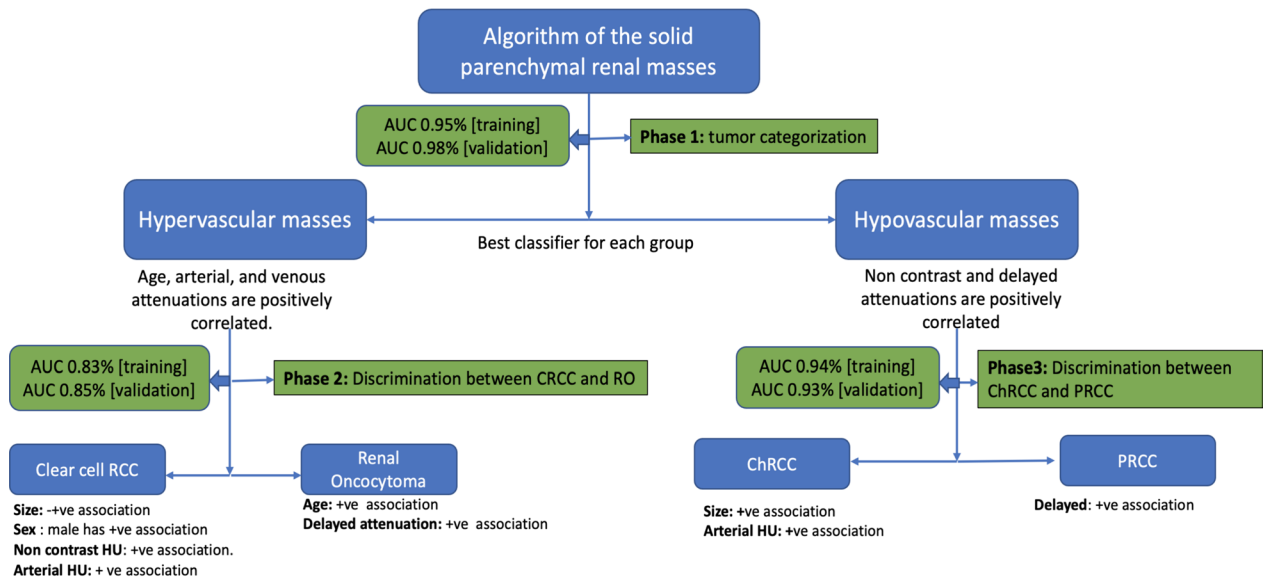 Algorithm of the solid
parenchymal renal masses
AUC 0.95% [training]
AUC 0.98% [validation]
Phase 1: tumor categorization
Hypervascular masses
Hypovascular masses
Best classifier for each group
Age, arterial, and venous
attenuations are positively
correlated.
Non contrast and delayed
attenuations are positively
correlated
AUC 0.83% [training]
AUC 0.85% [validation]
Phase 2: Discrimination between CRCC and RO
AUC 0.94% [training]
AUC 0.93% [validation]
Phase3: Discrimination between
ChRCC and PRCC
Clear cell RCC
Renal
Oncocytoma
ChRCC
PRCC
Size: -+ve association
Sex : male has +ve association
Non contrast HU: +ve association.
Arterial HU: + ve association
Age: +ve association
Delayed attenuation: +ve association
Size: +ve association
Arterial HU: +ve association
Delayed: +ve association